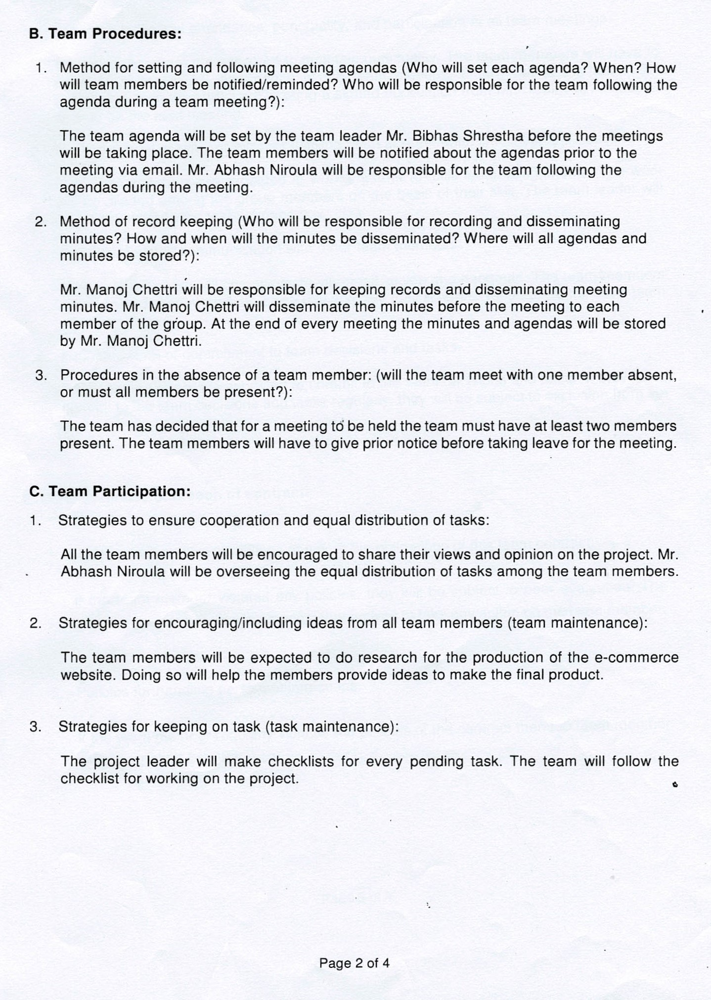 B. Team Procedures:
1. Method for setting and following meeting agendas (Who will set each agenda? When? How
will team members be notified/reminded? Who will be responsible for the team following the
agenda during a team meeting?):
The team agenda will be set by the team leader Mr. Bibhas Shrestha before the meetings
will be taking place. The team members will be notified about the agendas prior to the
meeting via email. Mr. Abhash Niroula will be responsible for the team following the
agendas during the meeting.
2. Method of record keeping (Who will be responsible for recording and disseminating
minutes? How and when will the minutes be disseminated? Where will all agendas and
minutes be stored?):
Mr. Manoj Chettri will be responsible for keeping records and disseminating meeting
minutes. Mr. Manoj Chettri will disseminate the minutes before the meeting to each
member of the group. At the end of every meeting the minutes and agendas will be stored
by Mr. Manoj Chettri.
3. Procedures in the absence of a team member: (will the team meet with one member absent,
or must all members be present?):
The team has decided that for a meeting to be held the team must have at least two members
present. The team members will have to give prior notice before taking leave for the meeting.
C. Team Participation:
1. Strategies to ensure cooperation and equal distribution of tasks:
All the team members will be encouraged to share their views and opinion on the project. Mr.
Abhash Niroula will be overseeing the equal distribution of tasks among the team members.
2. Strategies for encouraging/including ideas from all team members (team maintenance):
The team members will be expected to do research for the production of the e-commerce
website. Doing so will help the members provide ideas to make the final product.
3. Strategies for keeping on task (task maintenance):
The project leader will make checklists for every pending task. The team will follow the
checklist for working on the project.
Page 2 of 4